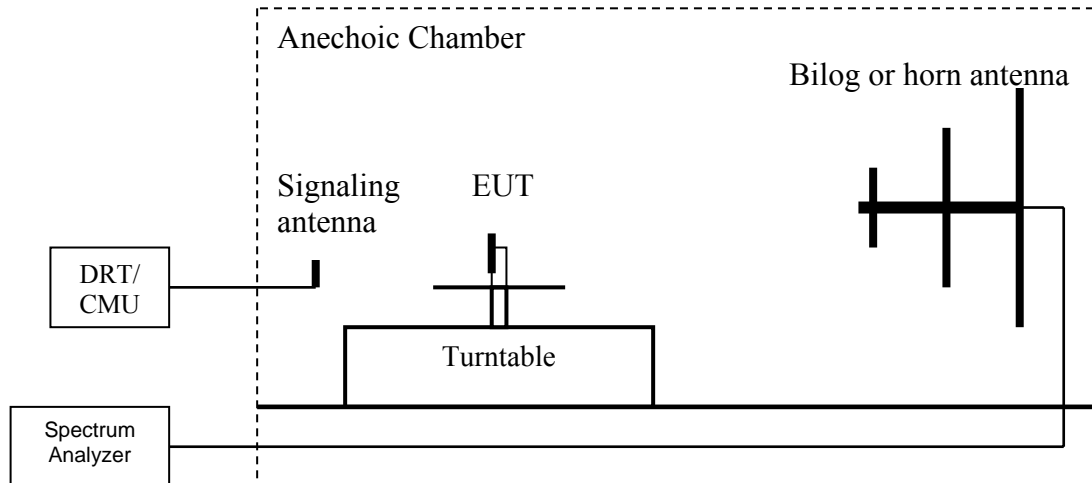 Anechoic Chamber
Bilog or horn antenna
Signaling
antenna
EUT
DRT/
CMU
Turntable
Spectrum
Analyzer